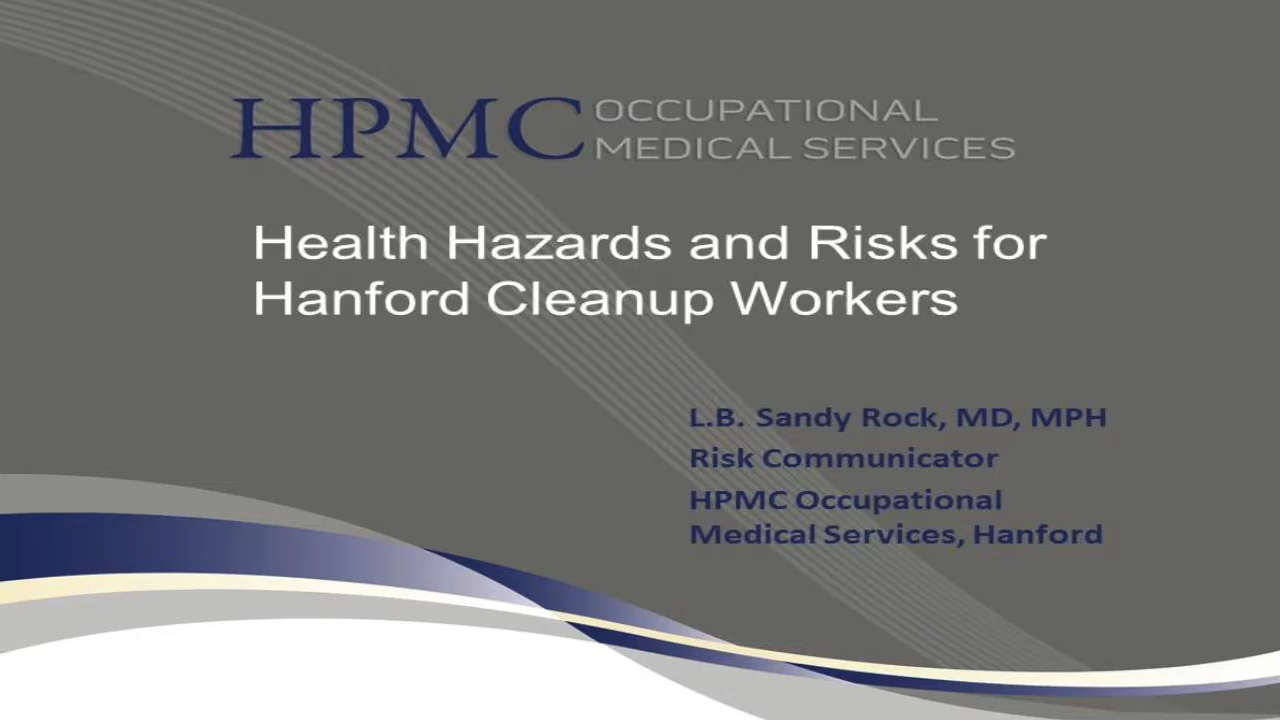 HPMC OCCUPATIONAL
MEDICAL SERVICES
Health Hazards and Risks for
Hanford Cleanup Workers
L.B. Sandy Rock, MD, MPH
Risk Communicator
HPMC Occupational
Medical Services, Hanford